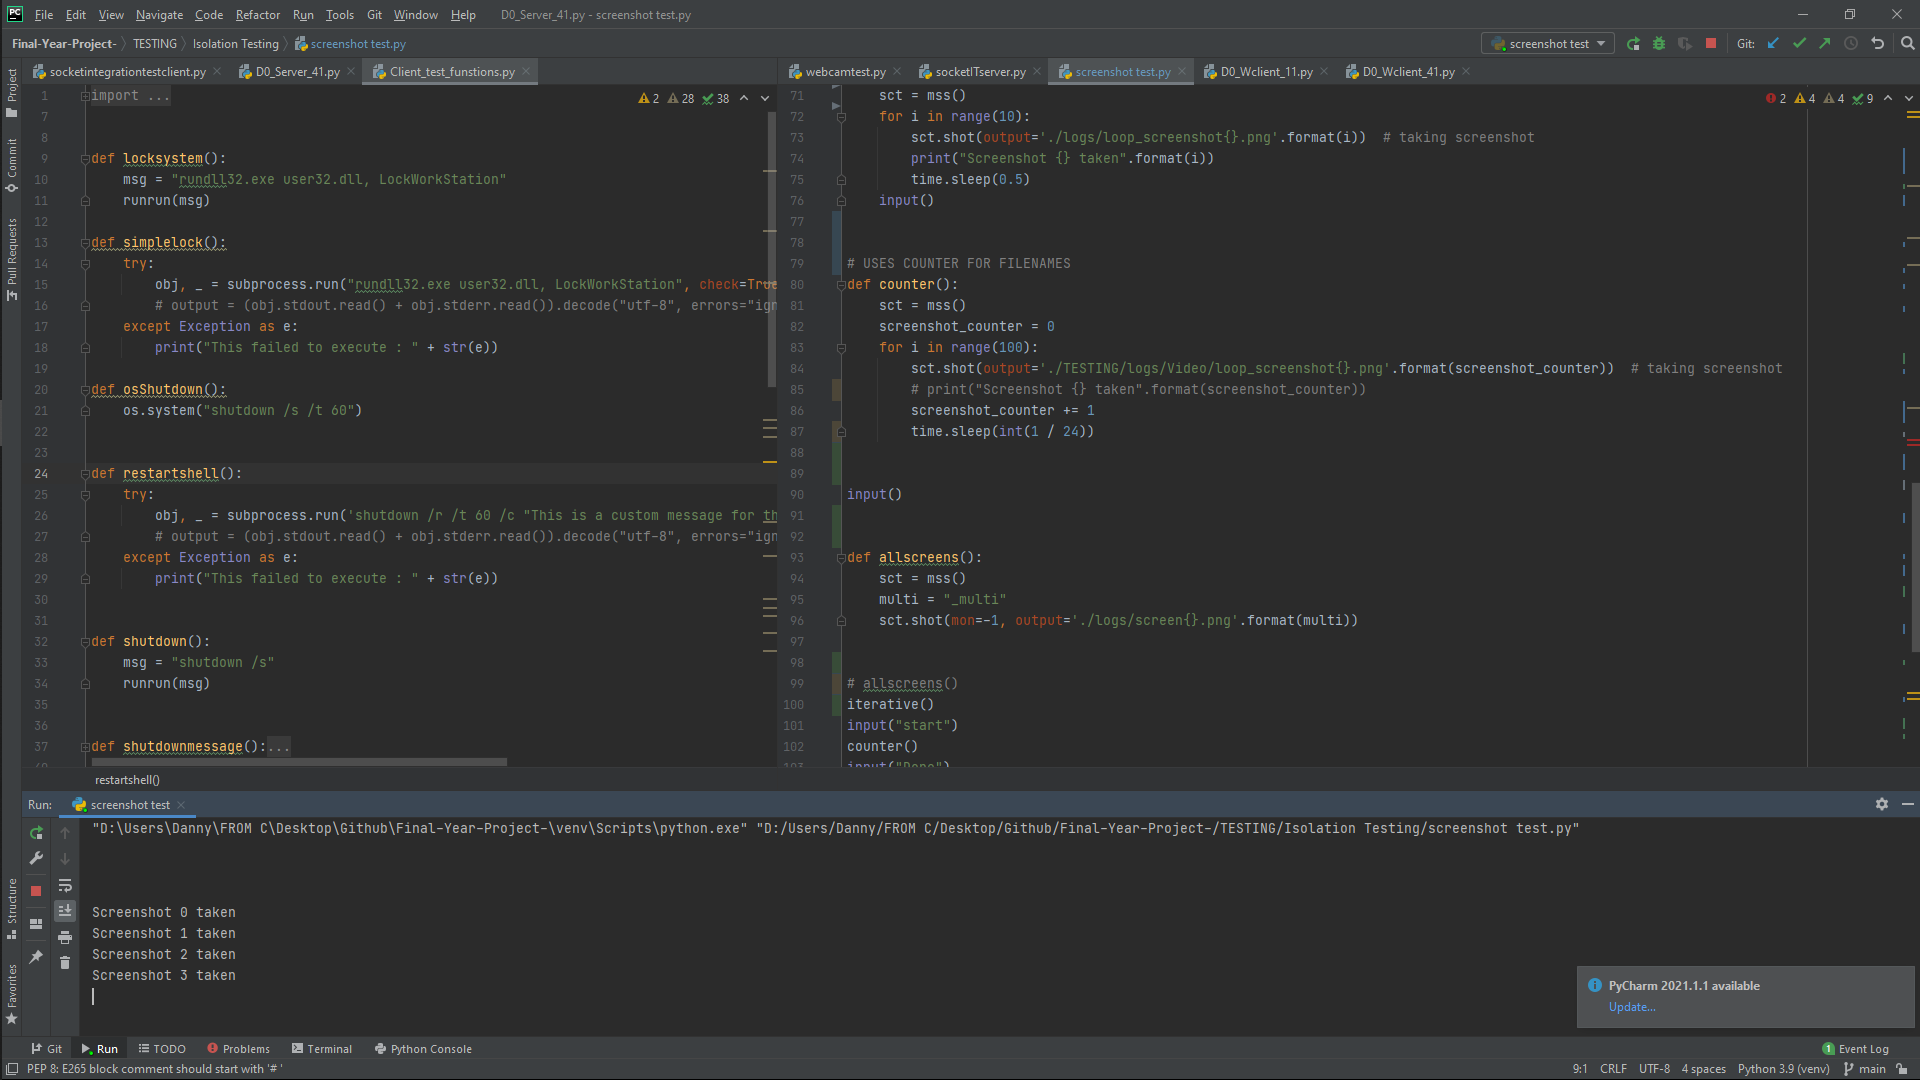 PC File Edit View Navigate Code Refactor Run Tools Git Window Help D0_Server_41.py - screenshot test.py
Final-Year-Project- TESTING Isolation Testing screenshot test.py
screenshot test Git:
socketintegrationtestclient.py D0_Server_41.py Client_test_funstions.py
webcamtest.py socketITserver.py screenshot test.py D0_Wclient_11.py D0_Wclient_41.py
Project
Commit
Pull Requests
Structure
Favorites
2 28 38
1 import ...
7
8
9 def locksystem():
10 msg = "rundll32.exe user32.dll, LockWorkStation"
11 runrun(msg)
12
13 def simplelock():
14 try:
15 obj, _ = subprocess.run("rundll32.exe user32.dll, LockWorkStation", check=True
16 # output = (obj.stdout.read() + obj.stderr.read()).decode("utf-8", errors="ign
17 except Exception as e:
18 print("This failed to execute : " + str(e))
19
20 def osShutdown():
21 os.system("shutdown /s /t 60")
22
23
24 def restartshell():
25 try:
26 obj, _ = subprocess.run('shutdown /r /t 60 /c "This is a custom message for th
27 # output = (obj.stdout.read() + obj.stderr.read()).decode("utf-8", errors="ign
28 except Exception as e:
29 print("This failed to execute : " + str(e))
30
31
32 def shutdown():
33 msg = "shutdown /s"
34 runrun(msg)
35
36
37 def shutdownmessage():...
restartshell()
2 4 4 9
71 sct = mss()
72 for i in range(10):
73 sct.shot(output='./logs/loop_screenshot{}.png'.format(i)) # taking screenshot
74 print("Screenshot {} taken".format(i))
75 time.sleep(0.5)
76 input()
77
78
79 # USES COUNTER FOR FILENAMES
80 def counter():
81 sct = mss()
82 screenshot_counter = 0
83 for i in range(100):
84 sct.shot(output='./TESTING/logs/Video/loop_screenshot{}.png'.format(screenshot_counter)) # taking screenshot
85 # print("Screenshot {} taken".format(screenshot_counter))
86 screenshot_counter += 1
87 time.sleep(int(1 / 24))
88
89
90 input()
91
92
93 def allscreens():
94 sct = mss()
95 multi = "_multi"
96 sct.shot(mon=-1, output='./logs/screen{}.png'.format(multi))
97
98
99 # allscreens()
100 iterative()
101 input("start")
102 counter()
103 input("Done")
Run: screenshot test
"D:\Users\Danny\FROM C\Desktop\Github\Final-Year-Project-\venv\Scripts\python.exe" "D:/Users/Danny/FROM C/Desktop/Github/Final-Year-Project-/TESTING/Isolation Testing/screenshot test.py"
Screenshot 0 taken
Screenshot 1 taken
Screenshot 2 taken
Screenshot 3 taken
PyCharm 2021.1.1 available
Update...
Git Run TODO Problems Terminal Python Console 1 Event Log
PEP 8: E265 block comment should start with '# ' 9:1 CRLF UTF-8 4 spaces Python 3.9 (venv) main